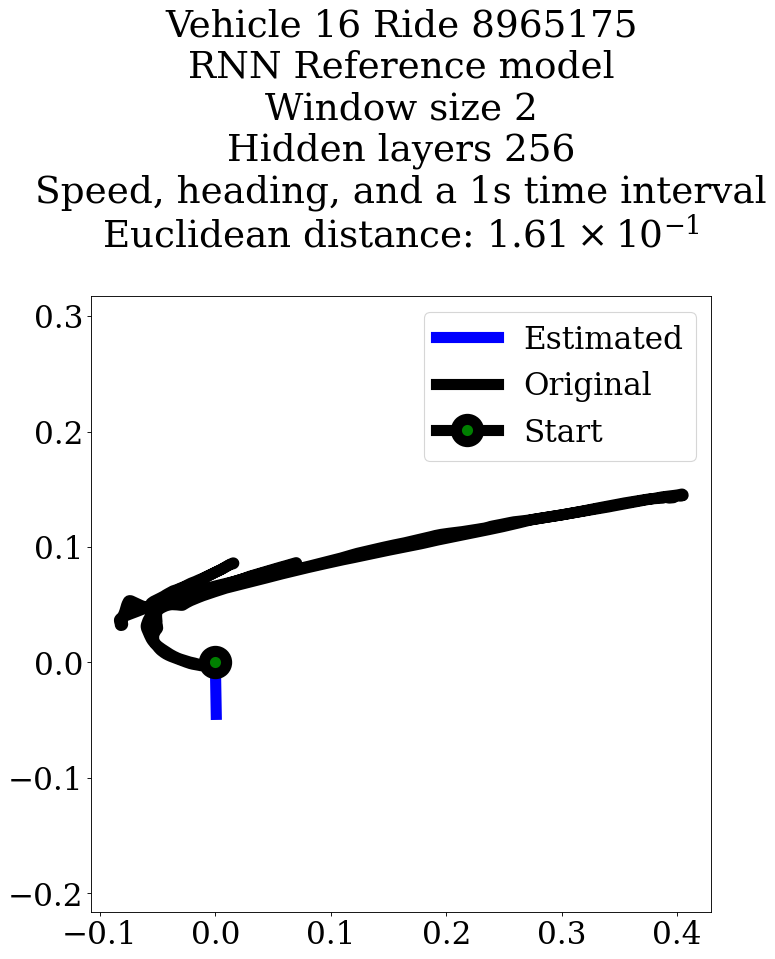 Vehicle 16 Ride 8965175
RNN Reference model
Window size 2
Hidden layers 256
Speed, heading, and a 1s time interval
Euclidean distance: 1.61 × 10⁻¹
Estimated
Original
Start
0.3
0.2
0.1
0.0
−0.1
−0.2
−0.1 0.0 0.1 0.2 0.3 0.4